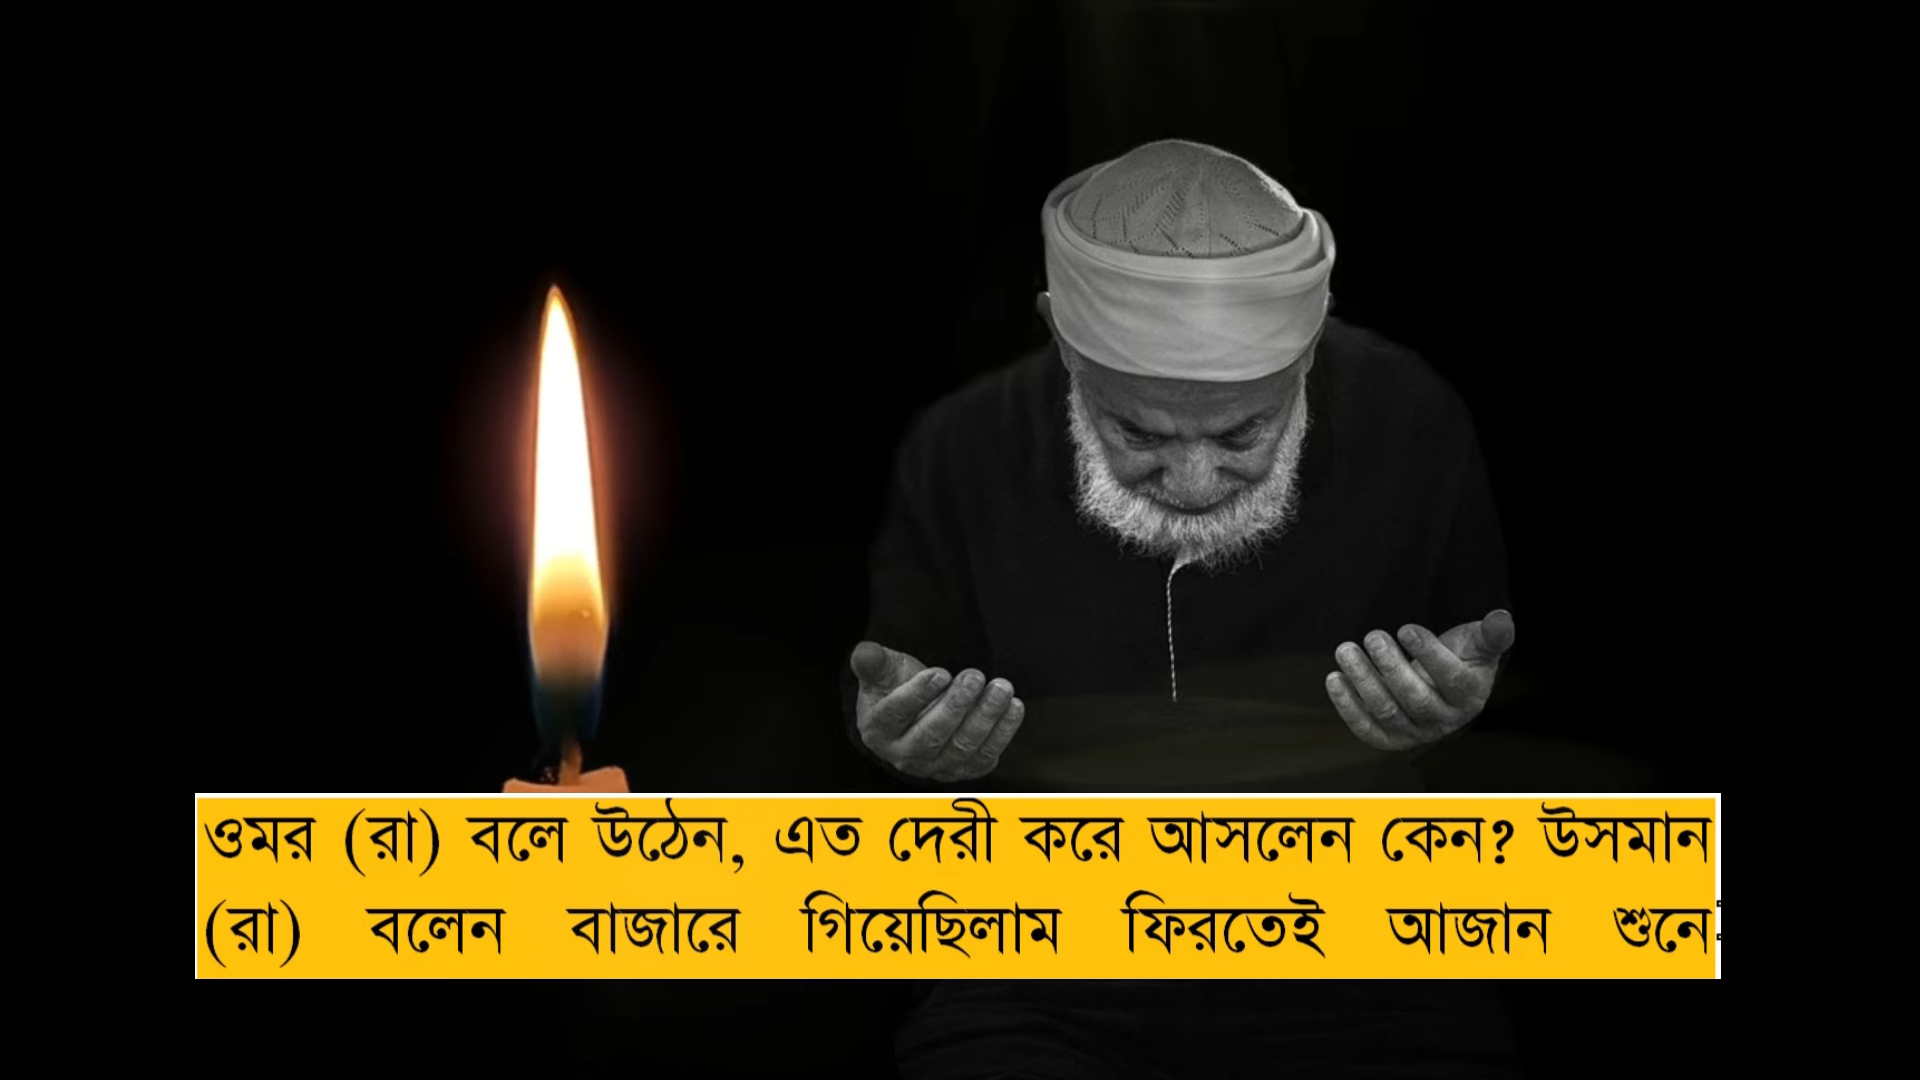 ওমর (রা) বলে উঠেন, এত দেরী করে আসলেন কেন? উসমান
(রা) বলেন বাজারে গিয়েছিলাম ফিরতেই আজান শুনে